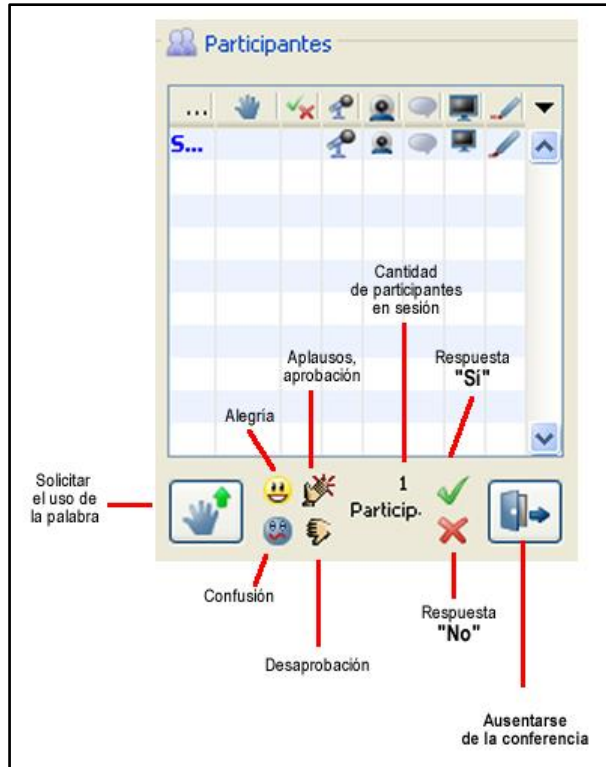 Participantes
...
S...
Cantidad
de participantes
en sesión
Aplausos,
aprobación
Respuesta
"Sí"
Alegría
Solicitar
el uso de
la palabra
1
Particip.
Confusión
Respuesta
"No"
Desaprobación
Ausentarse
de la conferencia